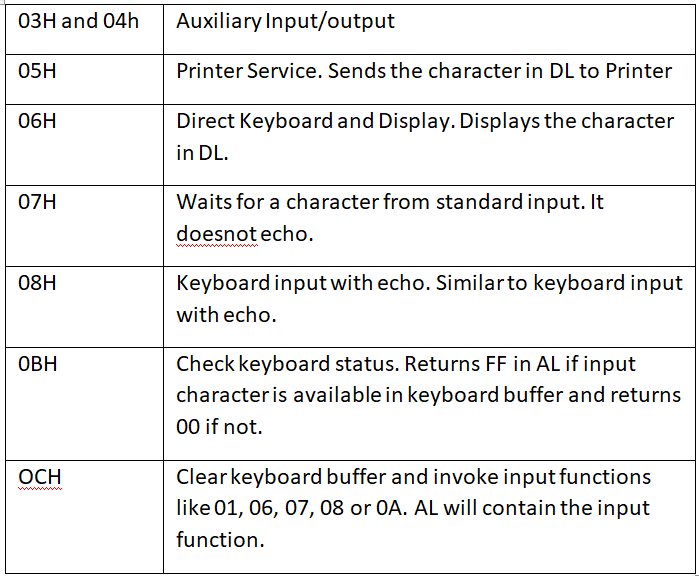 03H and 04h Auxiliary Input/output
05H Printer Service. Sends the character in DL to Printer
06H Direct Keyboard and Display. Displays the character
in DL.
07H Waits for a character from standard input. It
doesnot echo.
08H Keyboard input with echo. Similar to keyboard input
with echo.
0BH Check keyboard status. Returns FF in AL if input
character is available in keyboard buffer and returns
00 if not.
OCH Clear keyboard buffer and invoke input functions
like 01, 06, 07, 08 or 0A. AL will contain the input
function.